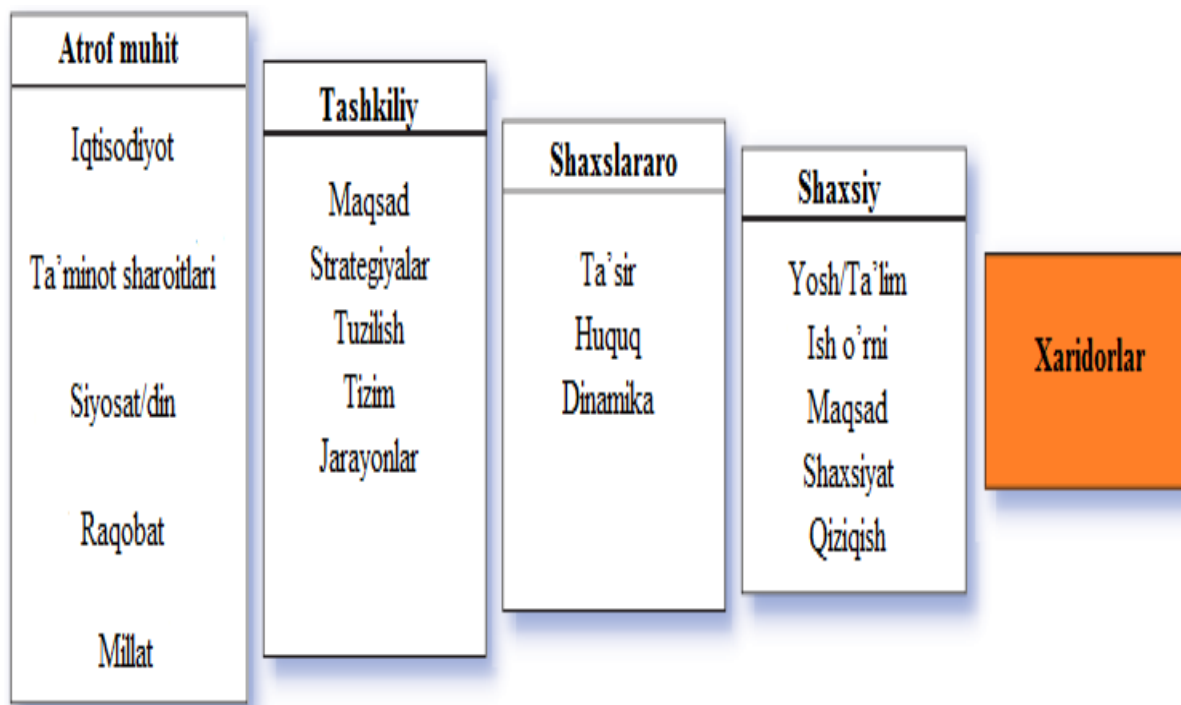 Atrof muhit
Iqtisodiyot
Ta’minot sharoitlari
Siyosat/din
Raqobat
Millat
Tashkiliy
Maqsad
Strategiyalar
Tuzilish
Tizim
Jarayonlar
Shaxslararo
Ta’sir
Huquq
Dinamika
Shaxsiy
Yosh/Ta’lim
Ish o’rni
Maqsad
Shaxsiyat
Qiziqish
Xaridorlar